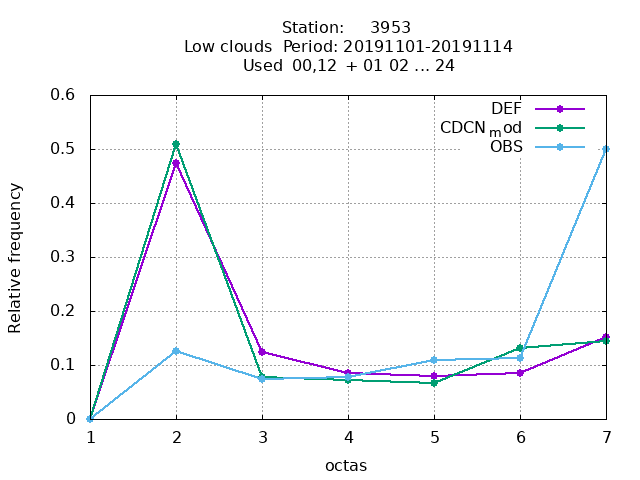 Station: 3953
Low clouds Period: 20191101-20191114
Used 00,12 + 01 02 ... 24
DEF
CDCN_mod
OBS
0.6
0.5
0.4
0.3
0.2
0.1
0
Relative frequency
1 2 3 4 5 6 7
octas